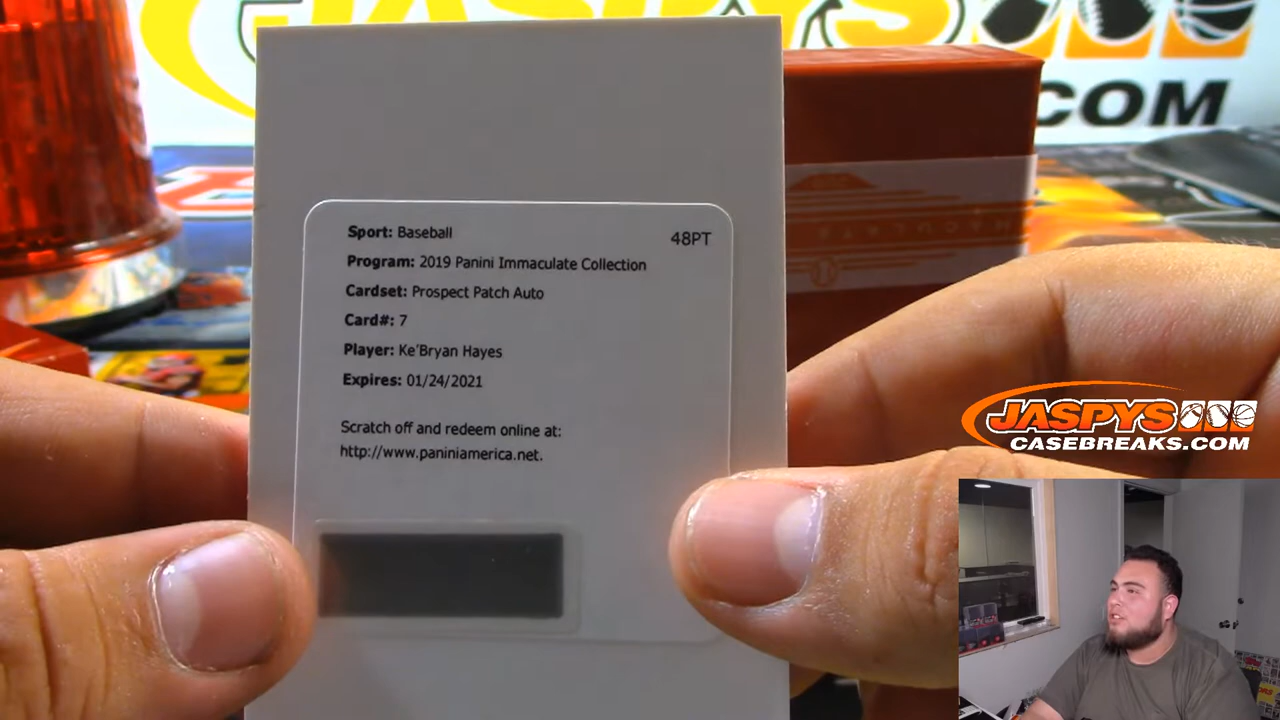 JASPYS
.COM
Sport: Baseball
48PT
Program: 2019 Panini Immaculate Collection
Cardset: Prospect Patch Auto
Card#: 7
Player: Ke'Bryan Hayes
Expires: 01/24/2021
Scratch off and redeem online at:
http://www.paniniamerica.net.
JASPYS
CASEBREAKS.COM